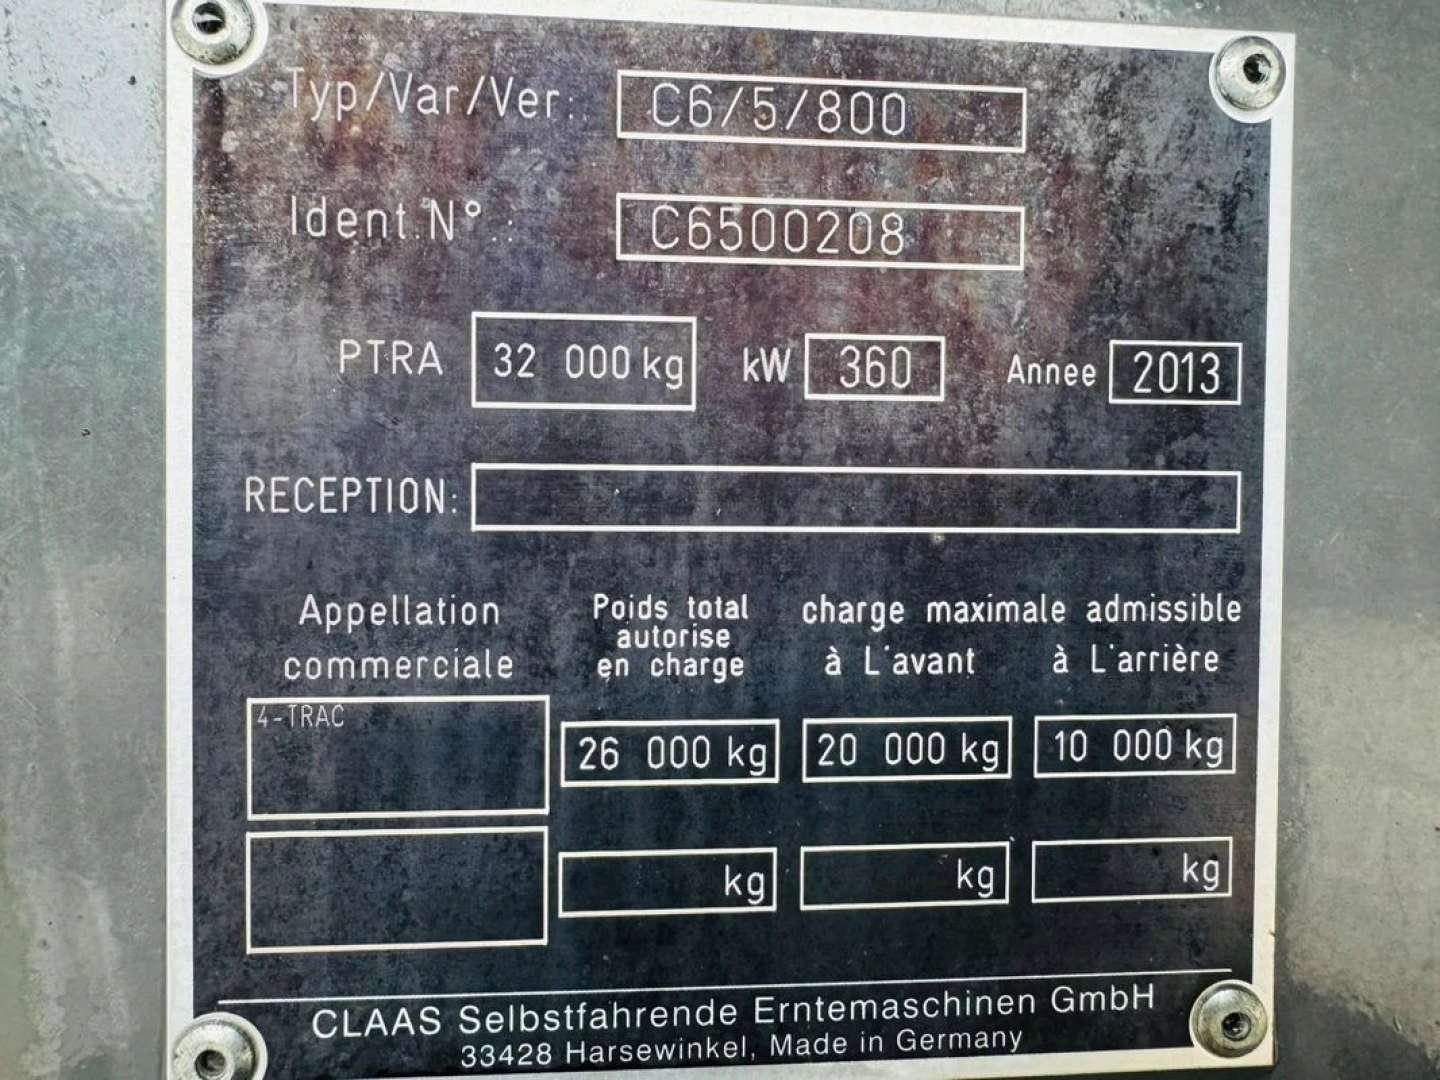 Typ/Var/Ver: C6/5/800
Ident.N° .: C6500208
PTRA 32 000 kg kW 360 Annee 2013
RECEPTION:
Appellation commerciale
Poids total autorise en charge
charge maximale admissible
à L'avant à L'arrière
4-TRAC
26 000 kg 20 000 kg 10 000 kg
kg kg kg
CLAAS Selbstfahrende Erntemaschinen GmbH
33428 Harsewinkel, Made in Germany